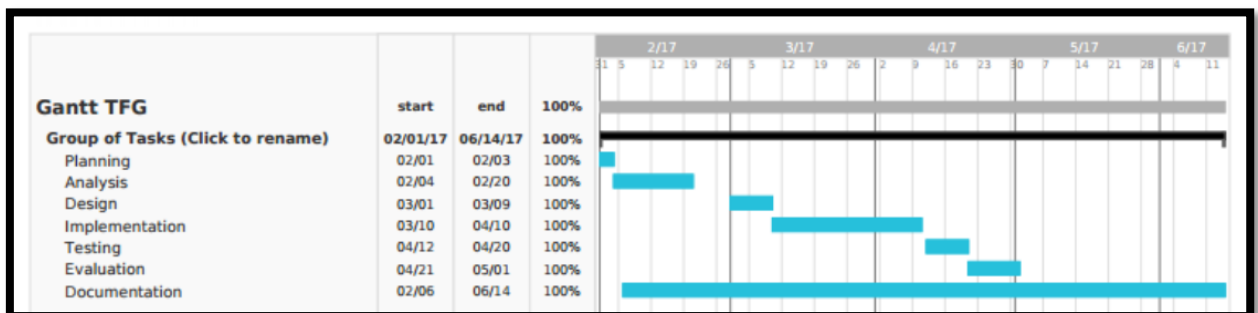 2/17 3/17 4/17 5/17 6/17
31 5 12 19 26 5 12 19 26 2 9 16 23 30 7 14 21 28 4 11
Gantt TFG start end 100%
Group of Tasks (Click to rename) 02/01/17 06/14/17 100%
Planning 02/01 02/03 100%
Analysis 02/04 02/20 100%
Design 03/01 03/09 100%
Implementation 03/10 04/10 100%
Testing 04/12 04/20 100%
Evaluation 04/21 05/01 100%
Documentation 02/06 06/14 100%